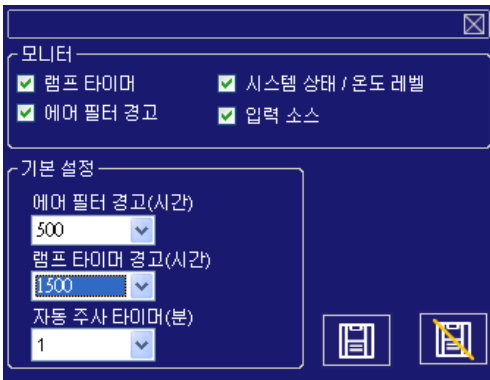 모니터
램프 타이머
시스템 상태 / 온도 레벨
에어 필터 경고
입력 소스
기본 설정
에어 필터 경고(시간)
500
램프 타이머 경고(시간)
1500
자동 주사 타이머(분)
1